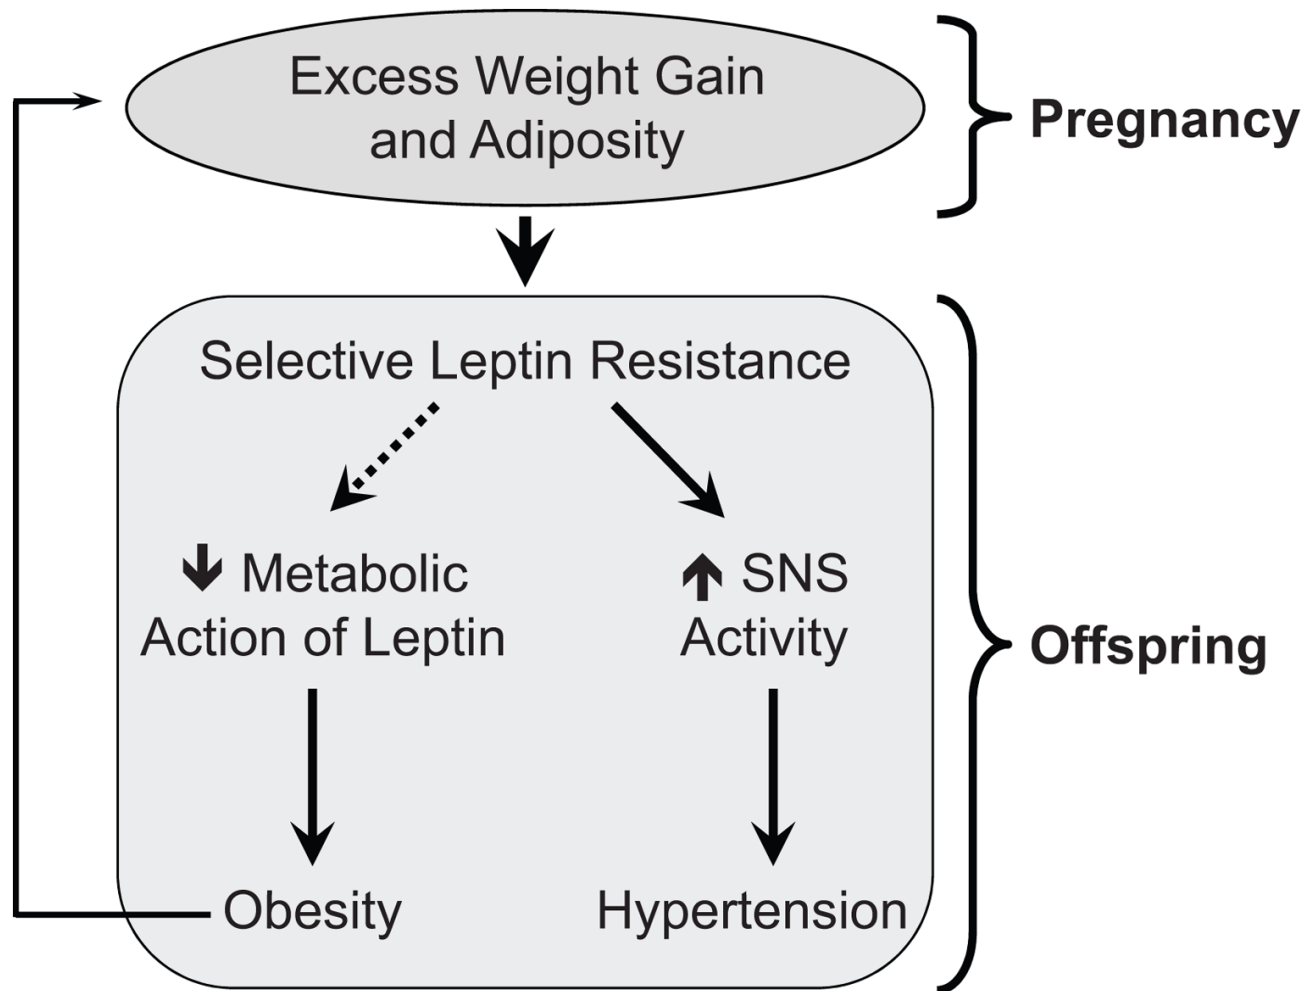 Excess Weight Gain
and Adiposity
Pregnancy
Selective Leptin Resistance
Metabolic
Action of Leptin
SNS
Activity
Offspring
Obesity
Hypertension